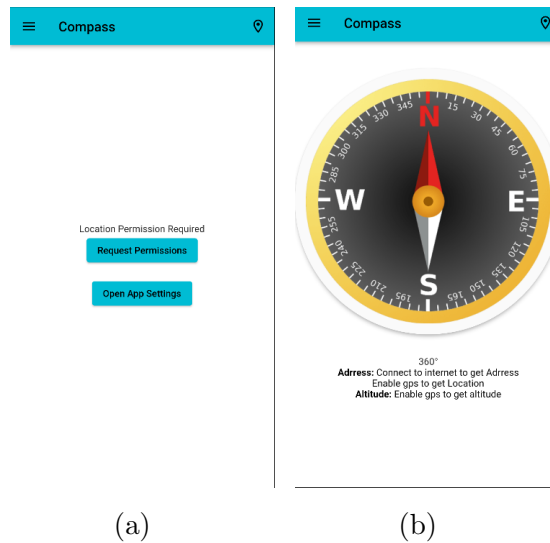 Compass
Location Permission Required
Request Permissions
Open App Settings
(a)
Compass
N
15
30
45
60
75
E
105
120
135
150
165
S
195
210
225
240
255
W
285
300
315
330
345
360°
Adrress: Connect to internet to get Adrress
Enable gps to get Location
Altitude: Enable gps to get altitude
(b)